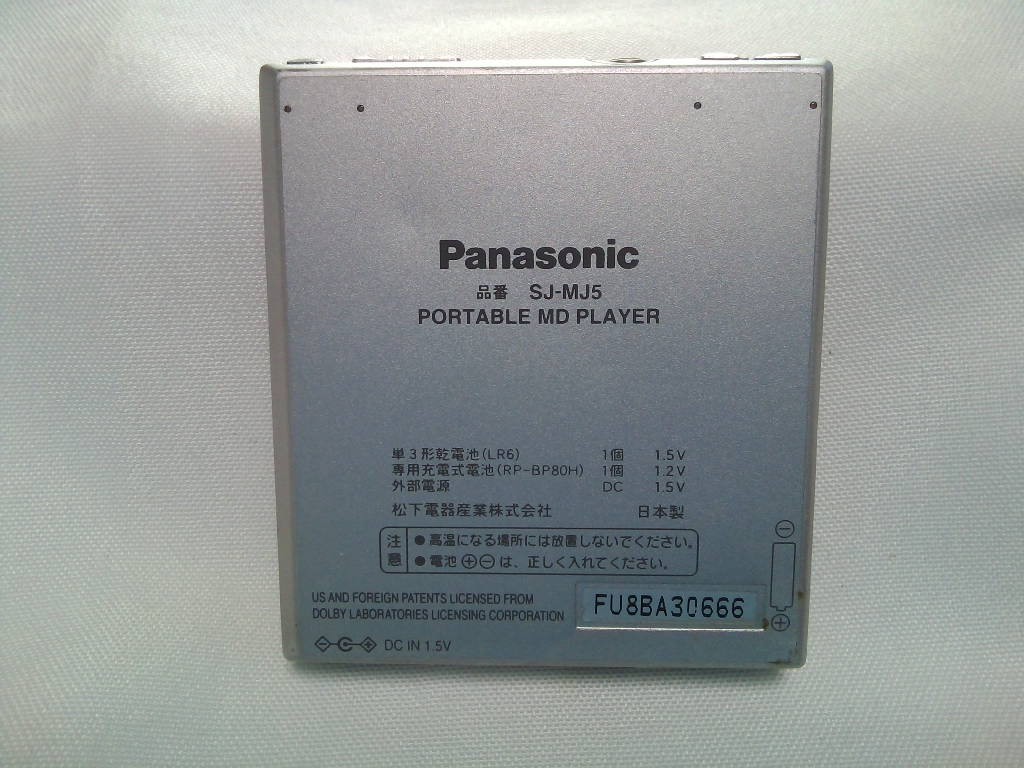 Panasonic
品番 SJ-MJ5
PORTABLE MD PLAYER
単3形乾電池(LR6) 1個 1.5V
専用充電式電池(RP-BP80H) 1個 1.2V
外部電源 DC 1.5V
松下電器産業株式会社 日本製
注意
●高温になる場所には放置しないでください。
●電池⊕⊖は、正しく入れてください。
⊖
US AND FOREIGN PATENTS LICENSED FROM
DOLBY LABORATORIES LICENSING CORPORATION
FU8BA30666
⊕
DC IN 1.5V